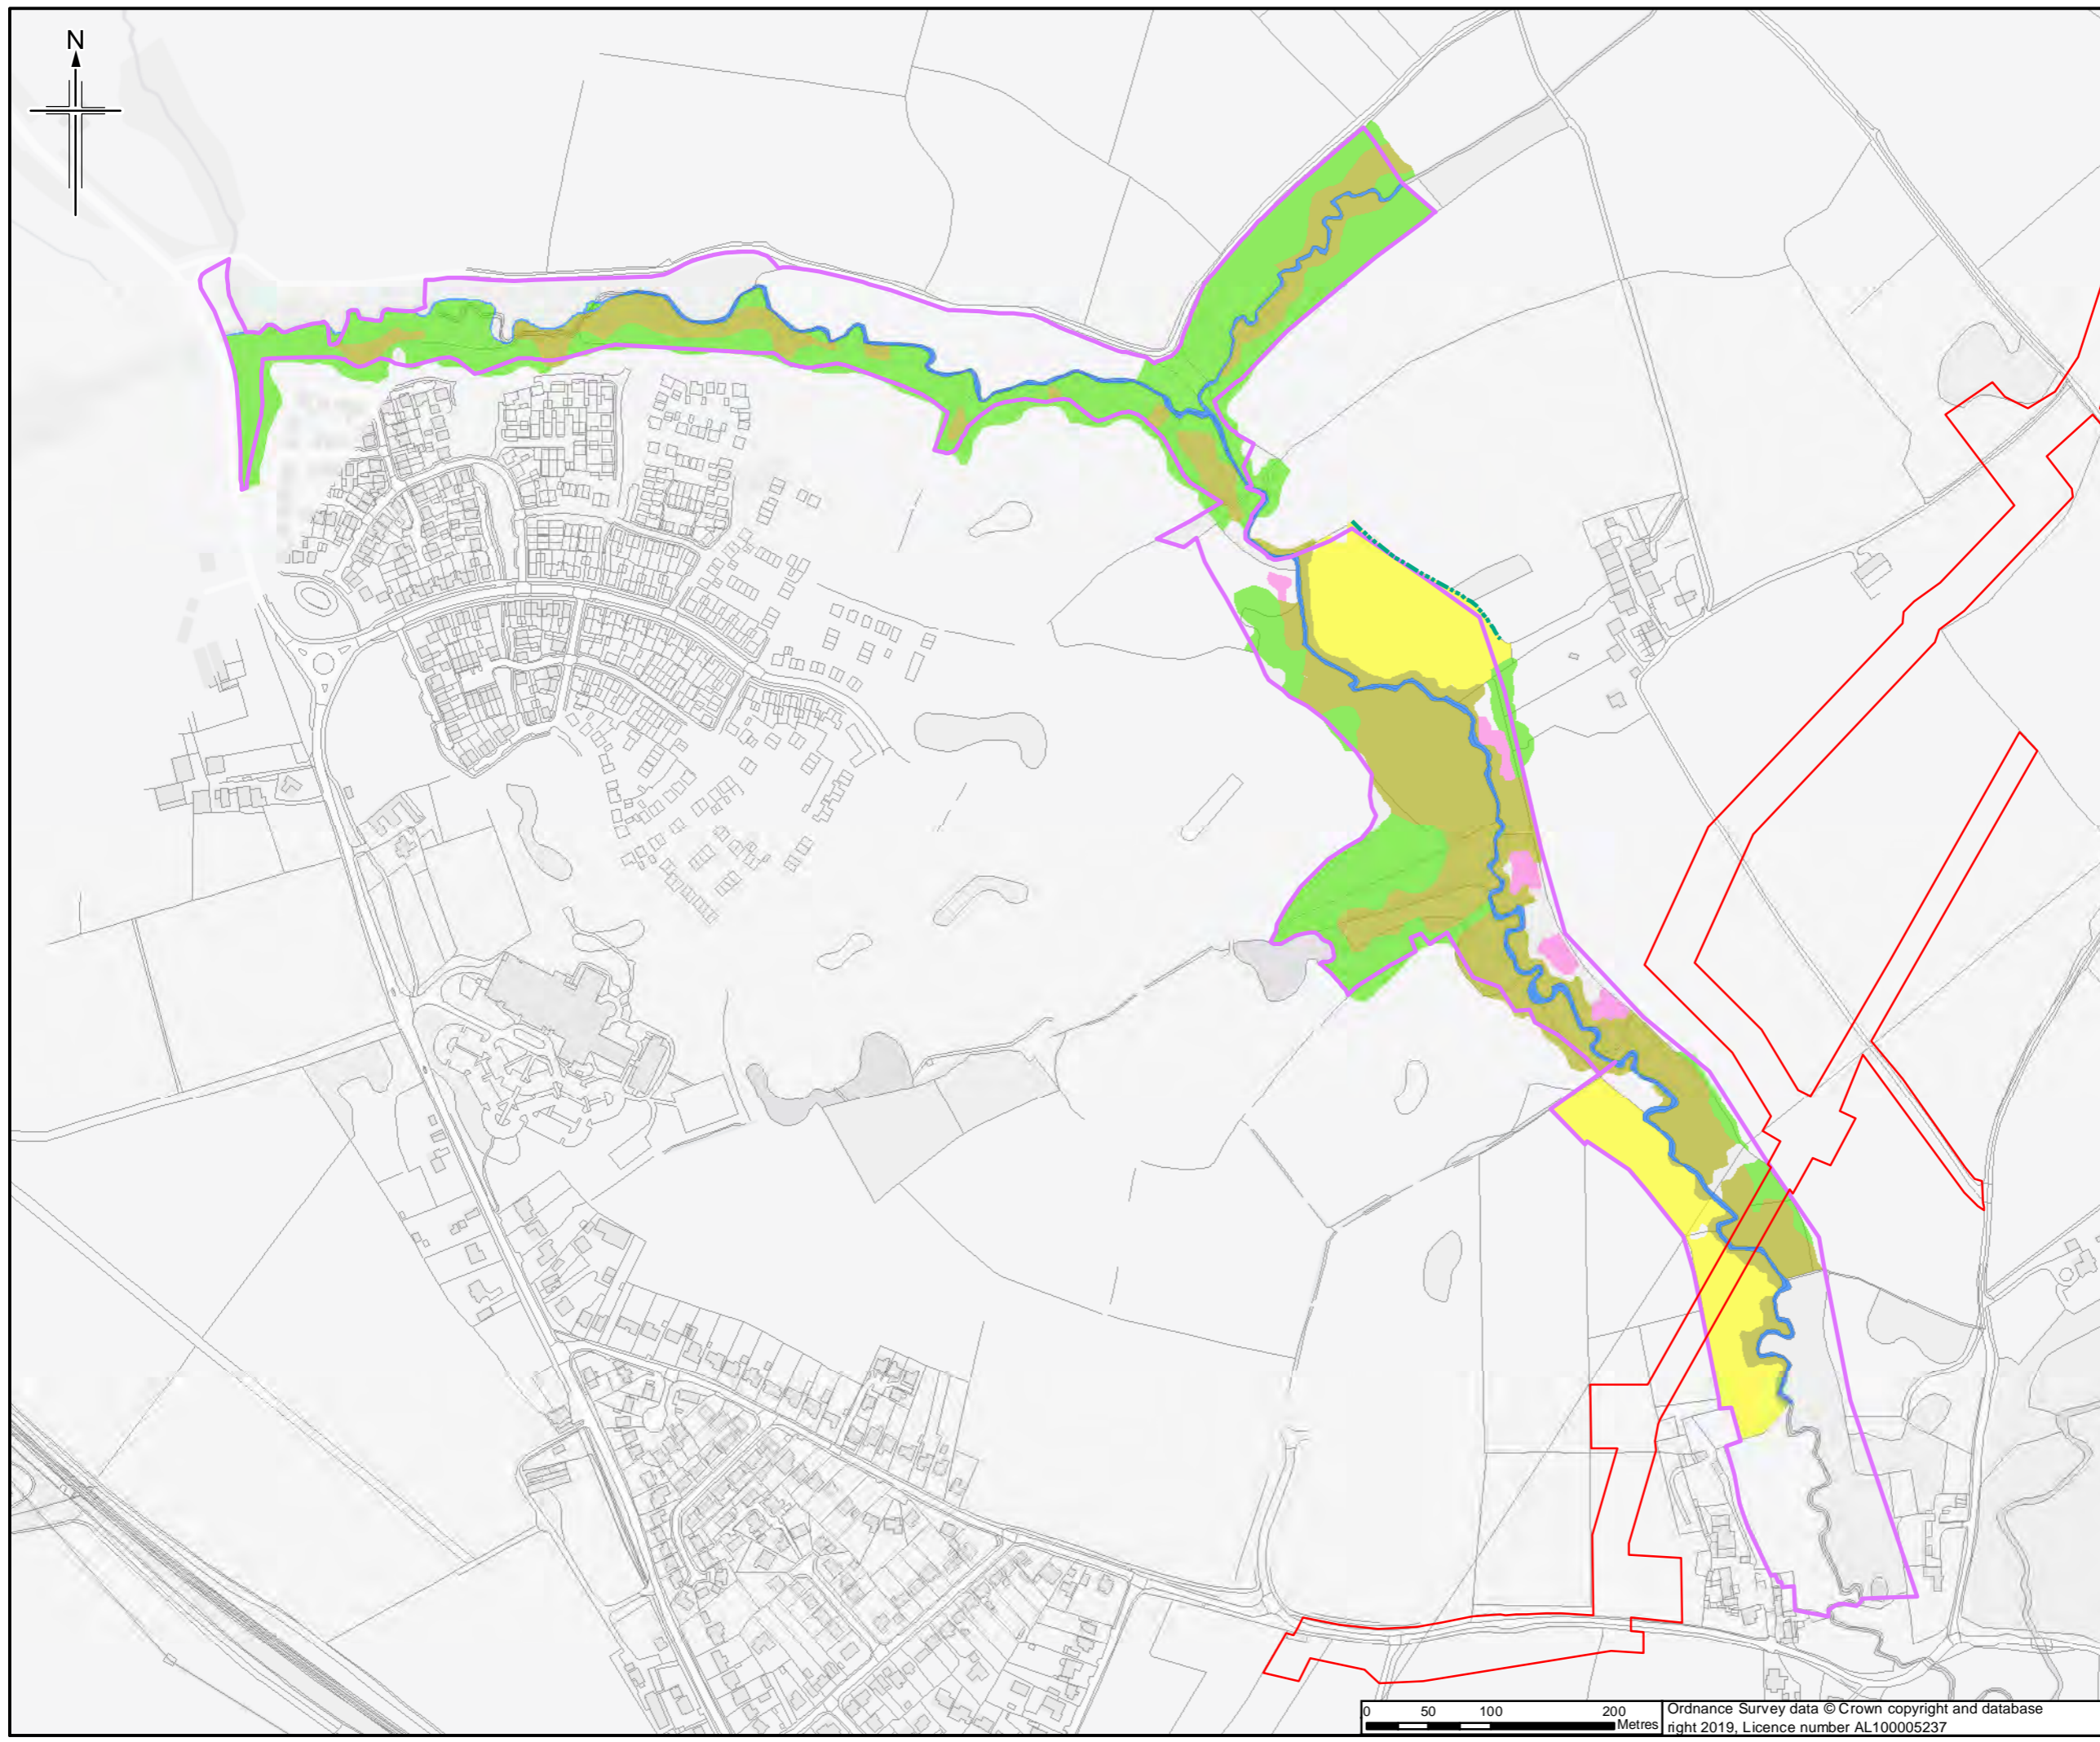 N
0 50 100 200
Metres
Ordnance Survey data © Crown copyright and database
right 2019, Licence number AL100005237